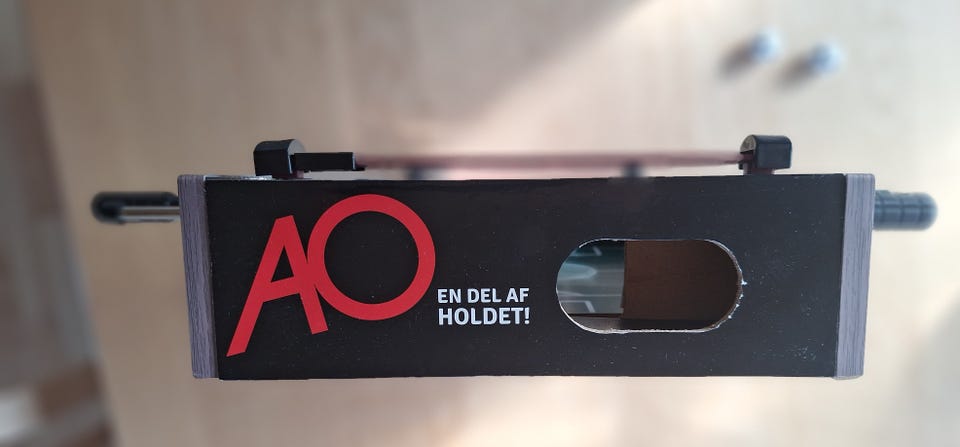 AO
EN DEL AF
HOLDET!